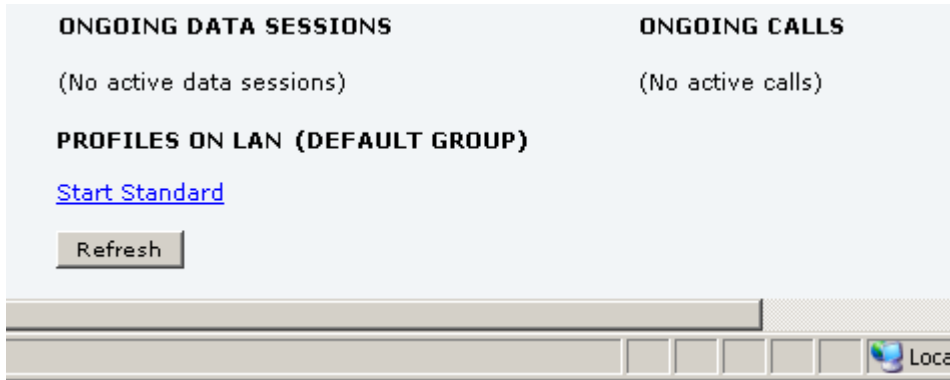 ONGOING DATA SESSIONS
ONGOING CALLS
(No active data sessions)
(No active calls)
PROFILES ON LAN (DEFAULT GROUP)
Start Standard
Refresh
Loca